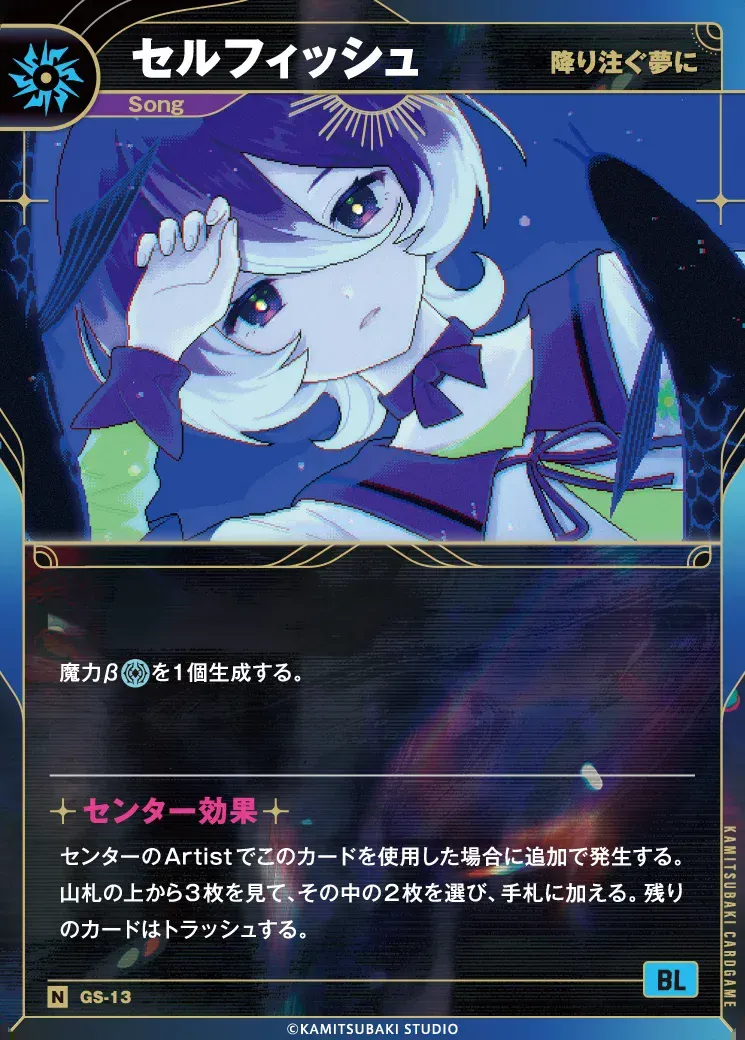 セルフィッシュ
降り注ぐ夢に
Song
魔力βを1個生成する。
センター効果
センターのArtistでこのカードを使用した場合に追加で発生する。
山札の上から3枚を見て、その中の2枚を選び、手札に加える。残り
のカードはトラッシュする。
KAMITSUBAKI CARDGAME
N GS-13
BL
©KAMITSUBAKI STUDIO